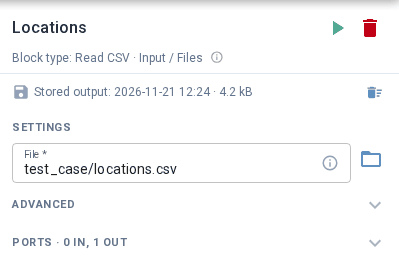 Locations
Block type: Read CSV · Input / Files
Stored output: 2026-11-21 12:24 · 4.2 kB
SETTINGS
File *
test_case/locations.csv
ADVANCED
PORTS · 0 IN, 1 OUT